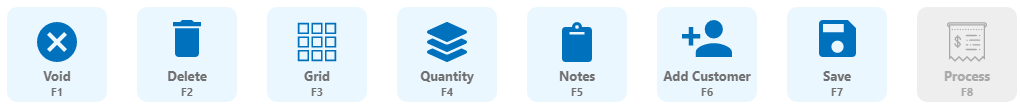 Void
F1
Delete
F2
Grid
F3
Quantity
F4
Notes
F5
Add Customer
F6
Save
F7
$
Process
F8